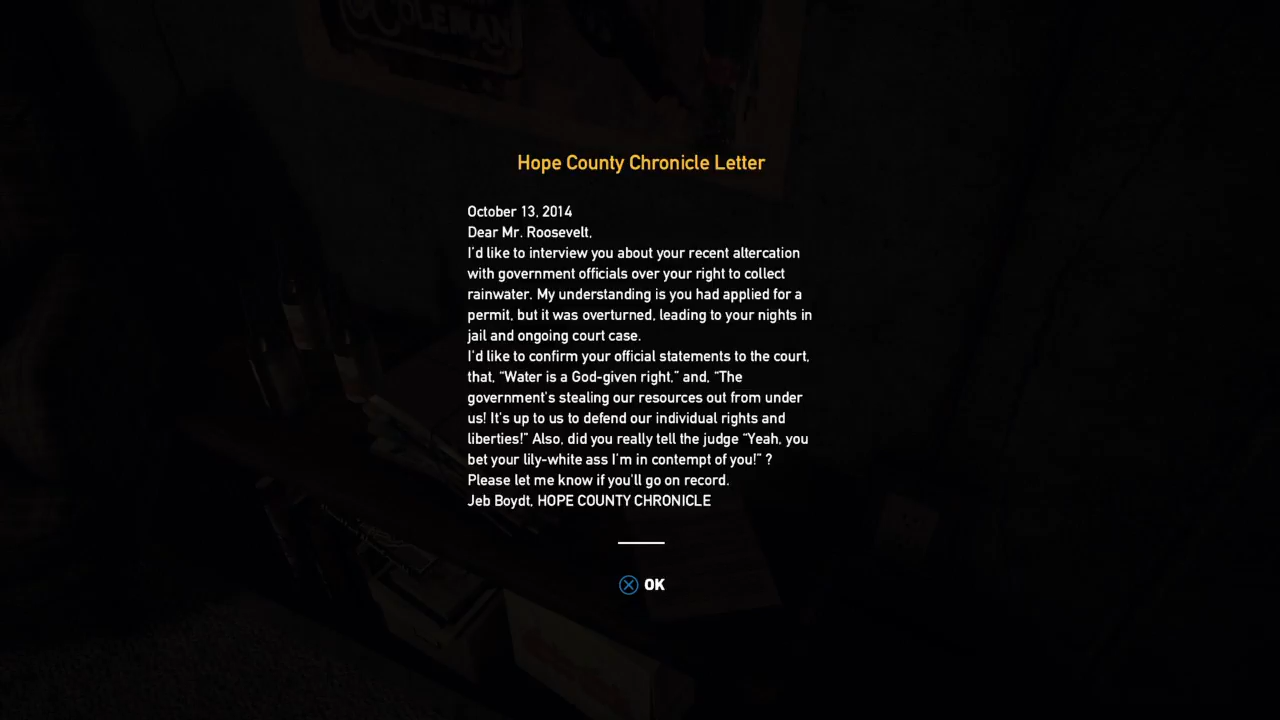 COLEMAN
Hope County Chronicle Letter
October 13, 2014
Dear Mr. Roosevelt,
I'd like to interview you about your recent altercation
with government officials over your right to collect
rainwater. My understanding is you had applied for a
permit, but it was overturned, leading to your nights in
jail and ongoing court case.
I'd like to confirm your official statements to the court,
that, “Water is a God-given right,” and, “The
government's stealing our resources out from under
us! It's up to us to defend our individual rights and
liberties!” Also, did you really tell the judge “Yeah, you
bet your lily-white ass I'm in contempt of you!” ?
Please let me know if you'll go on record.
Jeb Boydt, HOPE COUNTY CHRONICLE
OK